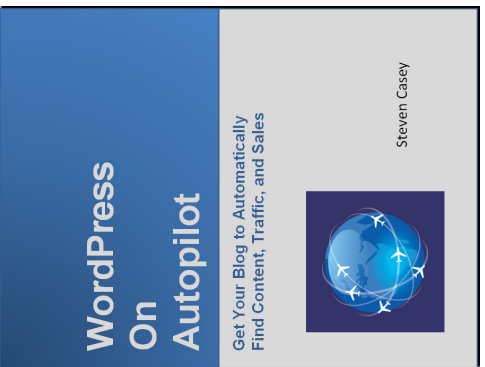 WordPress
On
Autopilot
Get Your Blog to Automatically
Find Content, Traffic, and Sales
Steven Casey